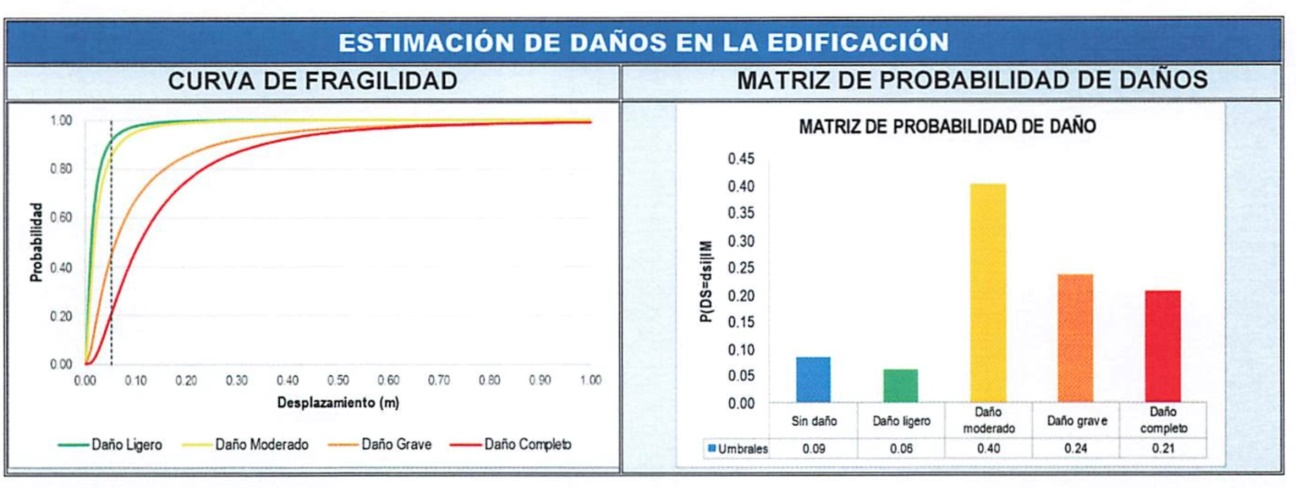 ESTIMACIÓN DE DAÑOS EN LA EDIFICACIÓN
CURVA DE FRAGILIDAD
MATRIZ DE PROBABILIDAD DE DAÑOS
Probabilidad
1.00
0.80
0.60
0.40
0.20
0.00
0.00 0.10 0.20 0.30 0.40 0.50 0.60 0.70 0.80 0.90 1.00
Desplazamiento (m)
Daño Ligero Daño Moderado Daño Grave Daño Completo
MATRIZ DE PROBABILIDAD DE DAÑO
P(DS=dsi|IM
0.45
0.40
0.35
0.30
0.25
0.20
0.15
0.10
0.05
0.00
Sin daño Daño ligero Daño moderado Daño grave Daño completo
Umbrales 0.09 0.06 0.40 0.24 0.21